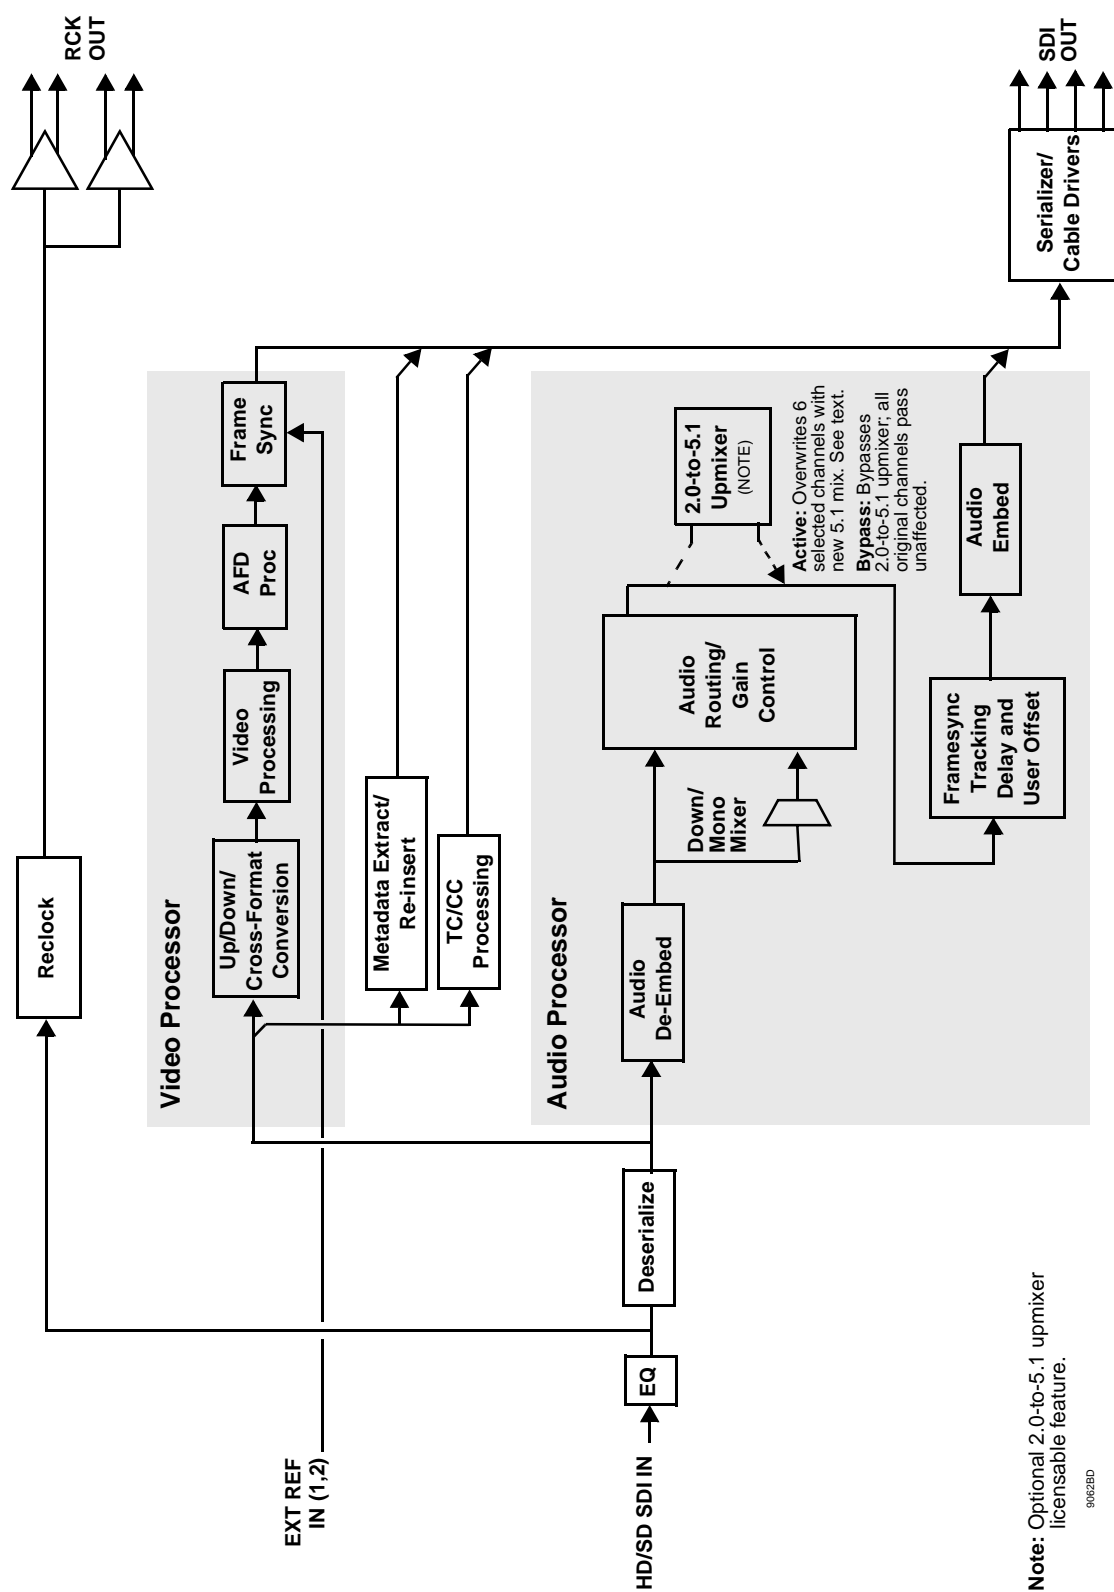 RCK
OUT
Reclock
Video Processor
Up/Down/
Cross-Format
Conversion
Video
Processing
AFD
Proc
Frame
Sync
EXT REF
IN (1,2)
Metadata Extract/
Re-insert
TC/CC
Processing
Audio Processor
HD/SD SDI IN
EQ
Deserialize
Audio
De-Embed
Down/
Mono
Mixer
Audio
Routing/
Gain
Control
2.0-to-5.1
Upmixer
(NOTE)
Active: Overwrites 6
selected channels with
new 5.1 mix. See text.
Bypass: Bypasses
2.0-to-5.1 upmixer; all
original channels pass
unaffected.
Framesync
Tracking
Delay and
User Offset
Audio
Embed
Serializer/
Cable Drivers
SDI
OUT
Note: Optional 2.0-to-5.1 upmixer
licensable feature.
9062BD